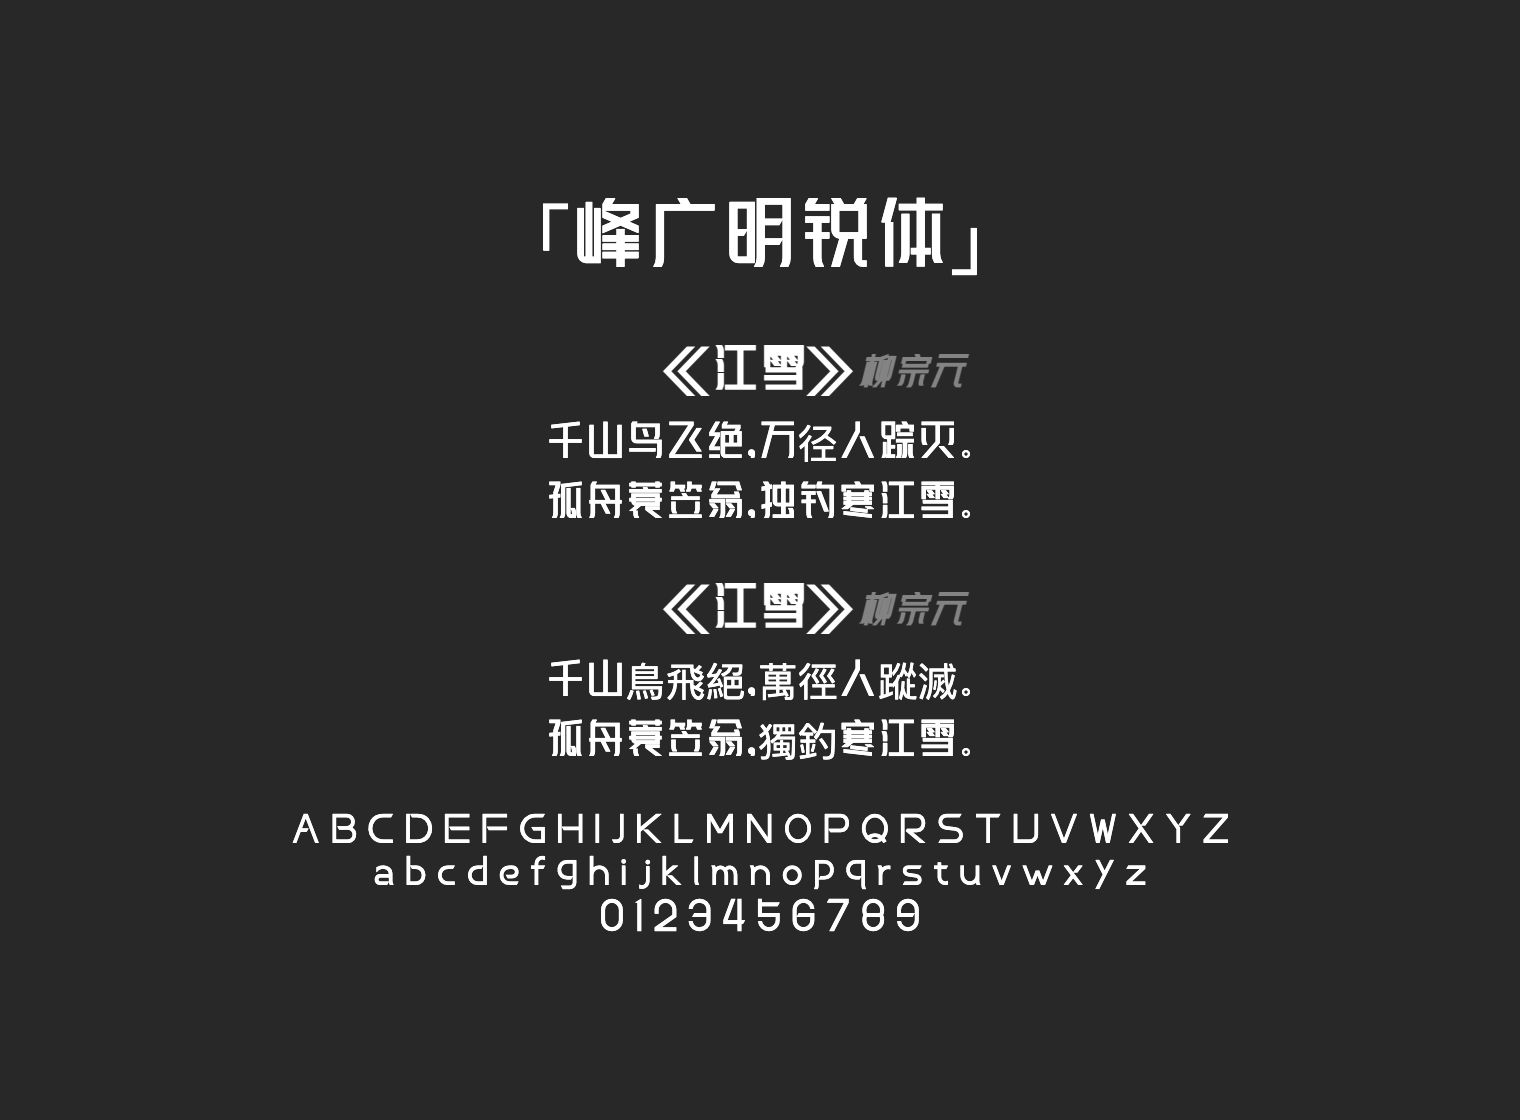 「峰广明锐体」
《江雪》柳宗元
千山鸟飞绝,万径人踪灭。
孤舟蓑笠翁,独钓寒江雪。
《江雪》柳宗元
千山鳥飛絕,萬徑人蹤滅。
孤舟蓑笠翁,獨釣寒江雪。
ABCDEFGHIJKLMNOPQRSTUVWXYZ
abcdefghijklmnopqrstuvwxyz
0123456789